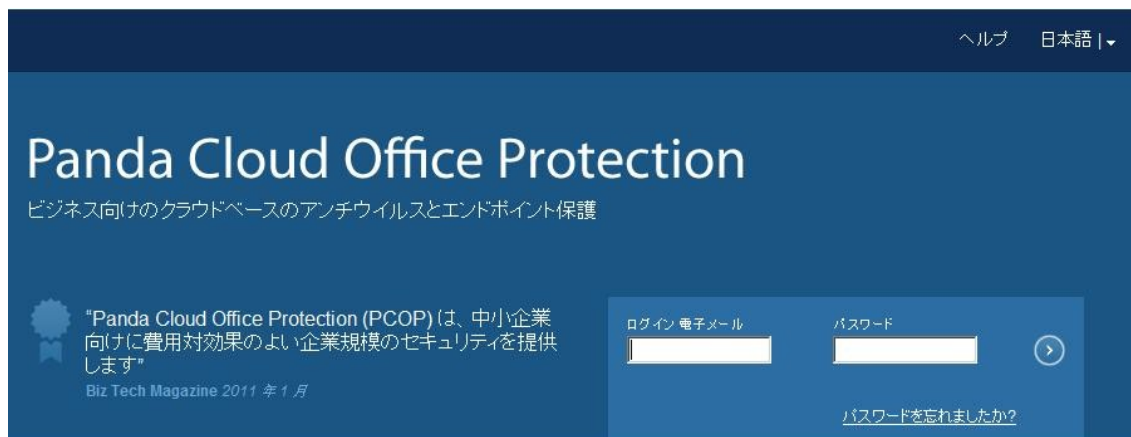 ヘルプ 日本語 |
Panda Cloud Office Protection
ビジネス向けのクラウドベースのアンチウイルスとエンドポイント保護
"Panda Cloud Office Protection (PCOP) は、中小企業
向けに費用対効果のよい企業規模のセキュリティを提供
します"
Biz Tech Magazine 2011 年 1 月
ログイン 電子メール パスワード
パスワードを忘れましたか?